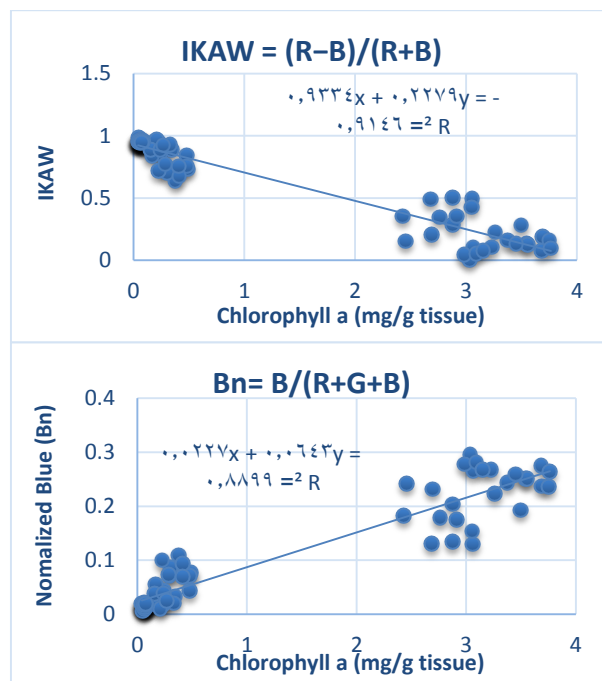 IKAW = (R−B)/(R+B)
1.5
٠,٩٣٣٤x + ٠,٢٢٧٩y = -
٠,٩١٤٦ =² R
1
0.5
0
IKAW
0 1 2 3 4
Chlorophyll a (mg/g tissue)
Bn= B/(R+G+B)
0.4
٠,٠٢٢٧x + ٠,٠٦٤٣y =
٠,٨٨٩٩ =² R
0.3
0.2
0.1
0
Nomalized Blue (Bn)
0 1 2 3 4
Chlorophyll a (mg/g tissue)